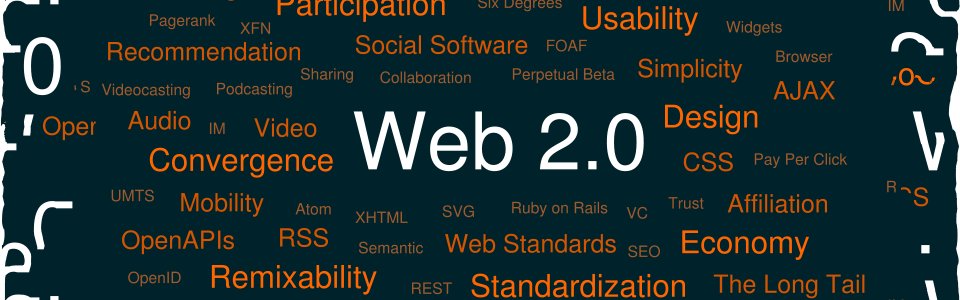 Participation Six Degrees
Pagerank XFN Usability Widgets IM
Recommendation Social Software FOAF
Sharing Collaboration Perpetual Beta Simplicity Browser
Videocasting Podcasting AJAX
Audio IM Video Web 2.0 Design
Convergence CSS Pay Per Click
UMTS Mobility Atom XHTML SVG Ruby on Rails VC Trust Affiliation
OpenAPIs RSS Semantic Web Standards SEO Economy
OpenID Remixability REST Standardization The Long Tail